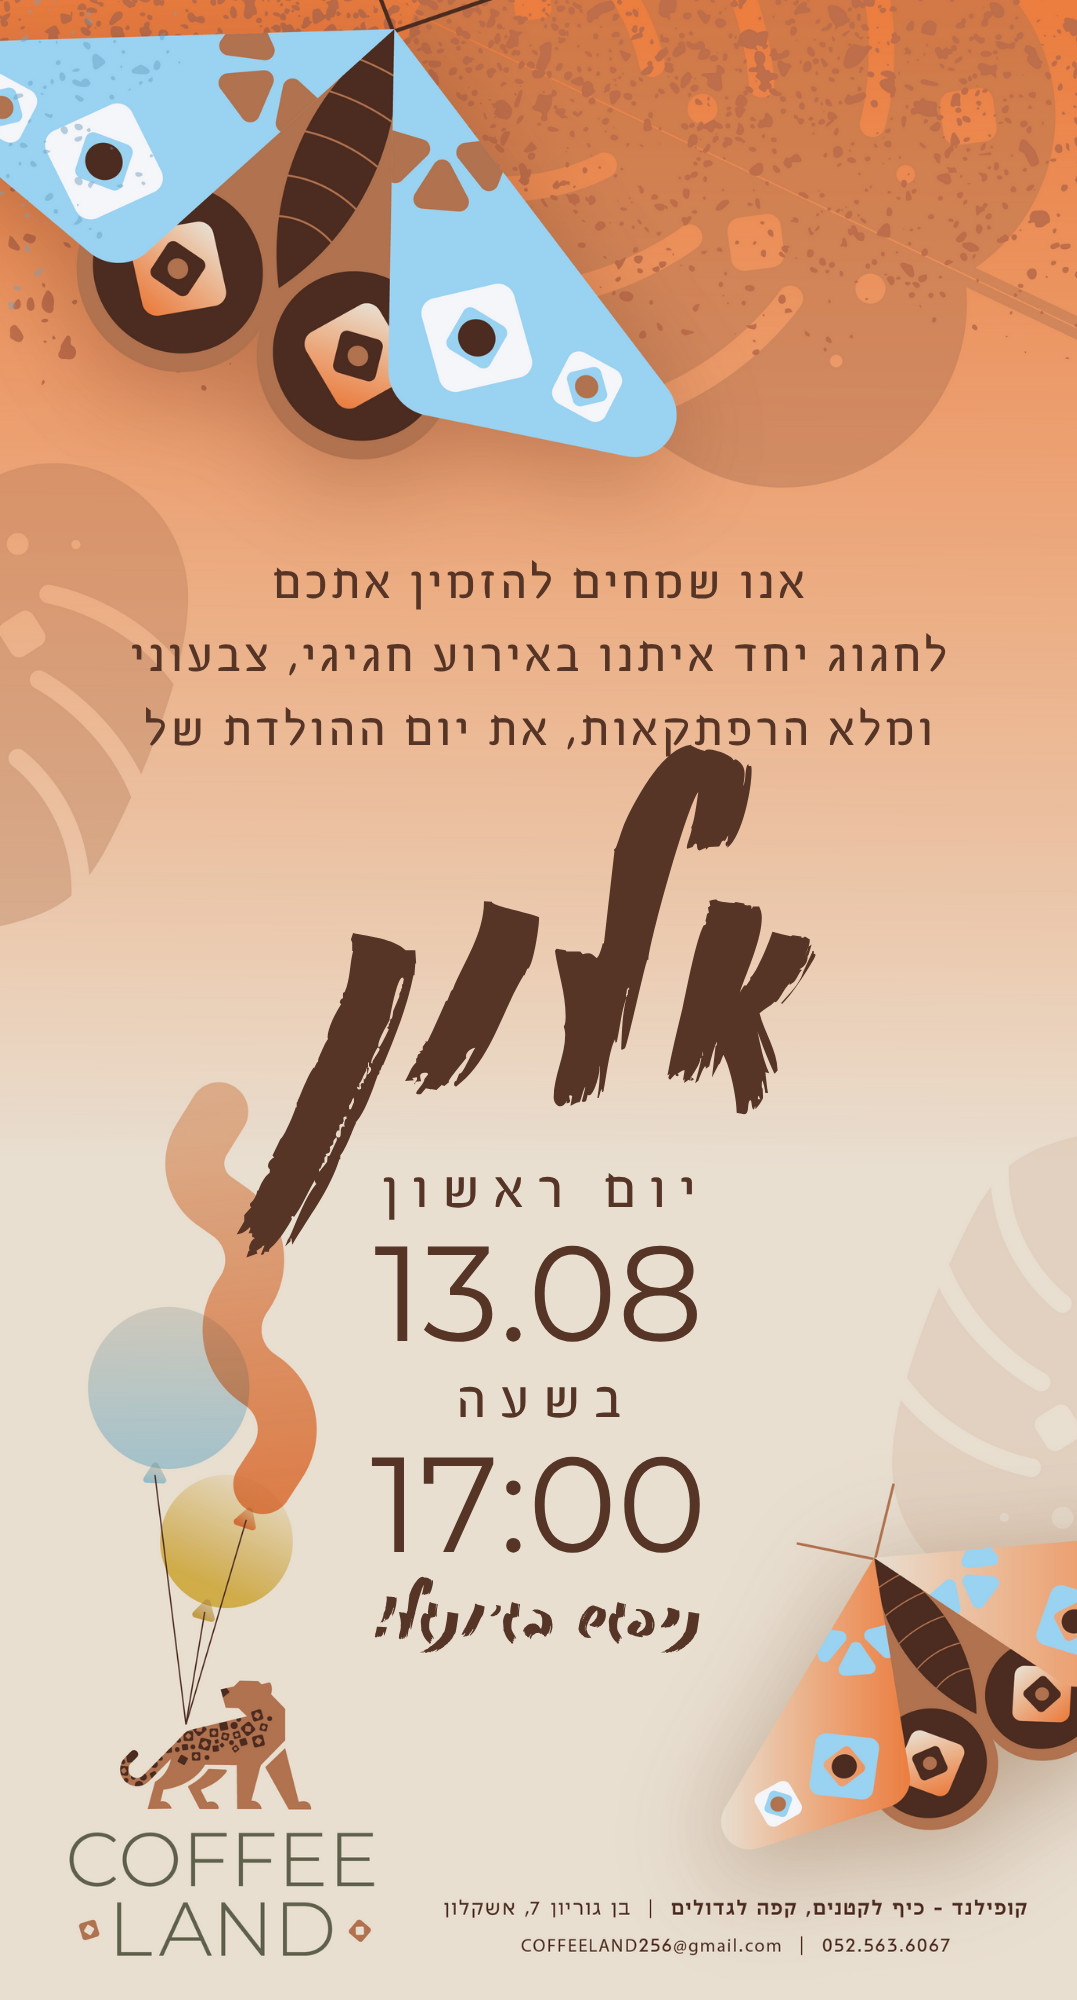 אנו שמחים להזמין אתכם
לחגוג יחד איתנו באירוע חגיגי, צבעוני
ומלא הרפתקאות, את יום ההולדת של
אלון
יום ראשון
13.08
בשעה
17:00
ניפגש בג'ונגל!
COFFEE
LAND
קופילנד - כיף לקטנים, קפה לגדולים | בן גוריון 7, אשקלון
COFFEELAND256@gmail.com | 052.563.6067